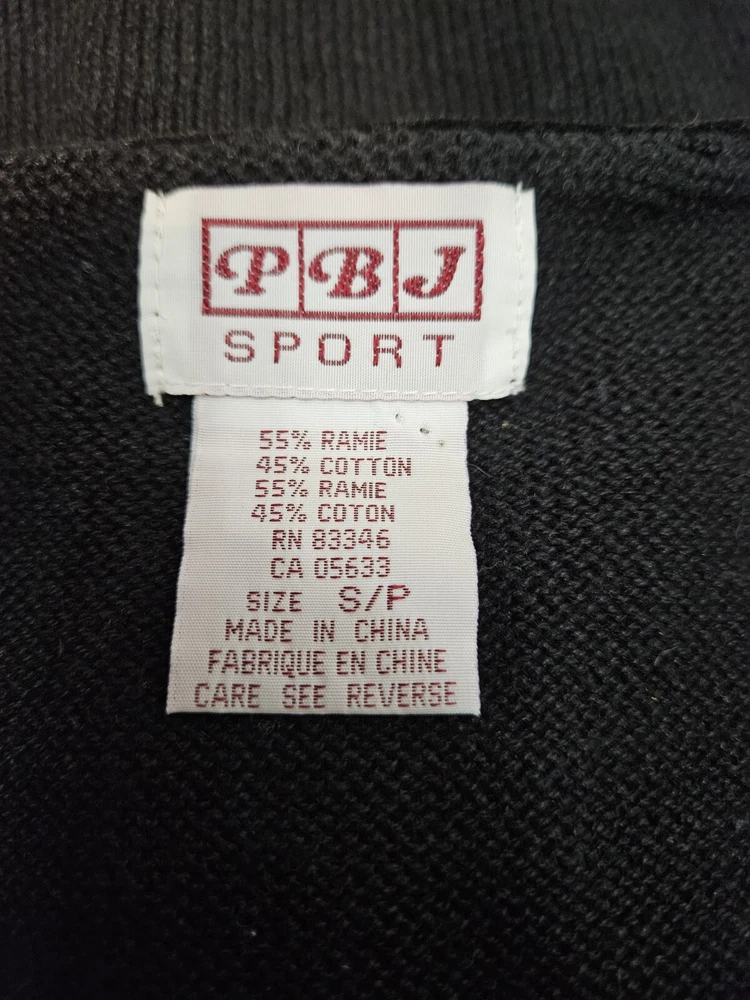 PBJ
SPORT
55% RAMIE
45% COTTON
55% RAMIE
45% COTON
RN 83346
CA 05633
SIZE S/P
MADE IN CHINA
FABRIQUE EN CHINE
CARE SEE REVERSE